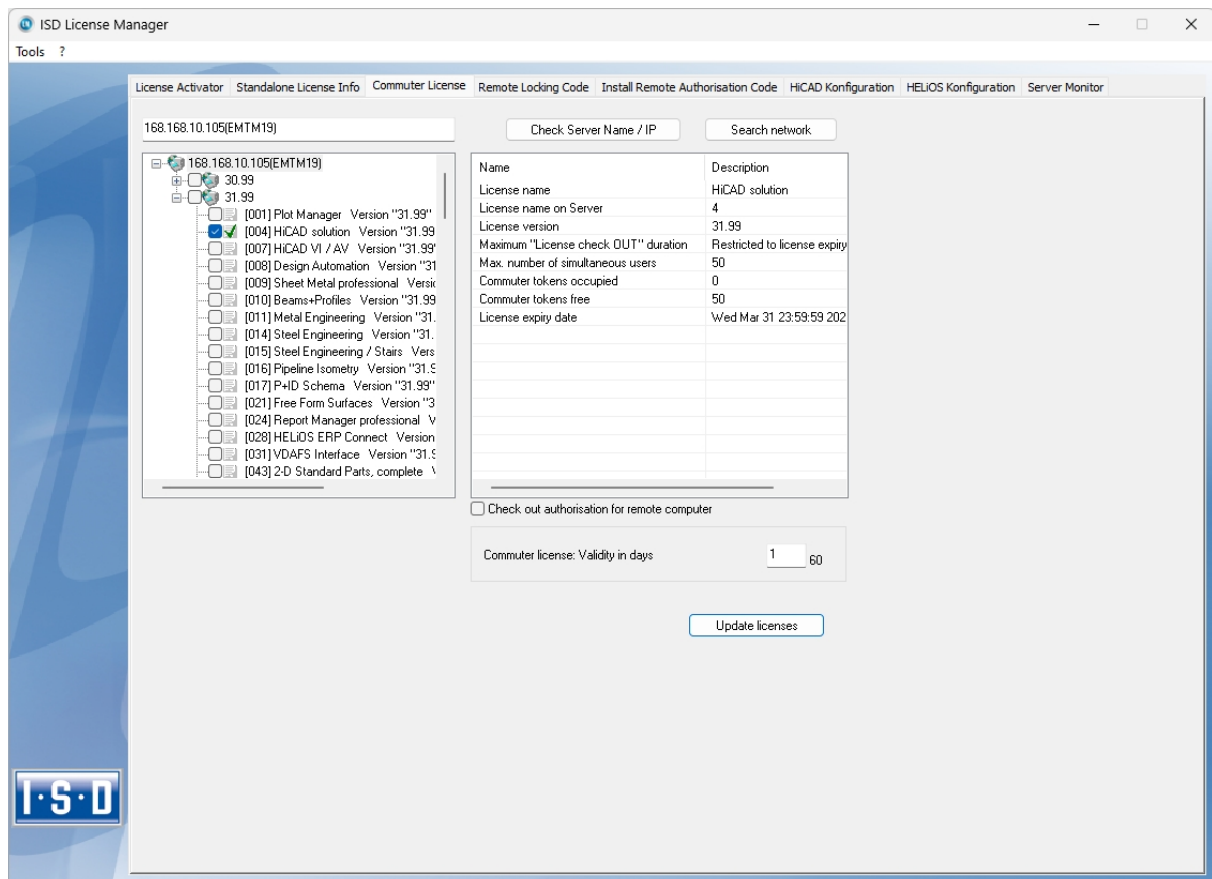 ISD License Manager
Tools ?
License Activator Standalone License Info Commuter License Remote Locking Code Install Remote Authorisation Code HiCAD Konfiguration HELiOS Konfiguration Server Monitor
168.168.10.105(EMTM19) Check Server Name / IP Search network
168.168.10.105(EMTM19)
30.99
31.99
[001] Plot Manager Version "31.99"
[004] HiCAD solution Version "31.99
[007] HiCAD VI / AV Version "31.99"
[008] Design Automation Version "31
[009] Sheet Metal professional Versic
[010] Beams+Profiles Version "31.99
[011] Metal Engineering Version "31.
[014] Steel Engineering Version "31.
[015] Steel Engineering / Stairs Vers
[016] Pipeline Isometry Version "31.9
[017] P+ID Schema Version "31.99"
[021] Free Form Surfaces Version "3
[024] Report Manager professional V
[028] HELiOS ERP Connect Version
[031] VDAFS Interface Version "31.9
[043] 2-D Standard Parts, complete
Name Description
License name HiCAD solution
License name on Server 4
License version 31.99
Maximum "License check OUT" duration Restricted to license expiry
Max. number of simultaneous users 50
Commuter tokens occupied 0
Commuter tokens free 50
License expiry date Wed Mar 31 23:59:59 202
Check out authorisation for remote computer
Commuter license: Validity in days 1 60
Update licenses
I·S·D